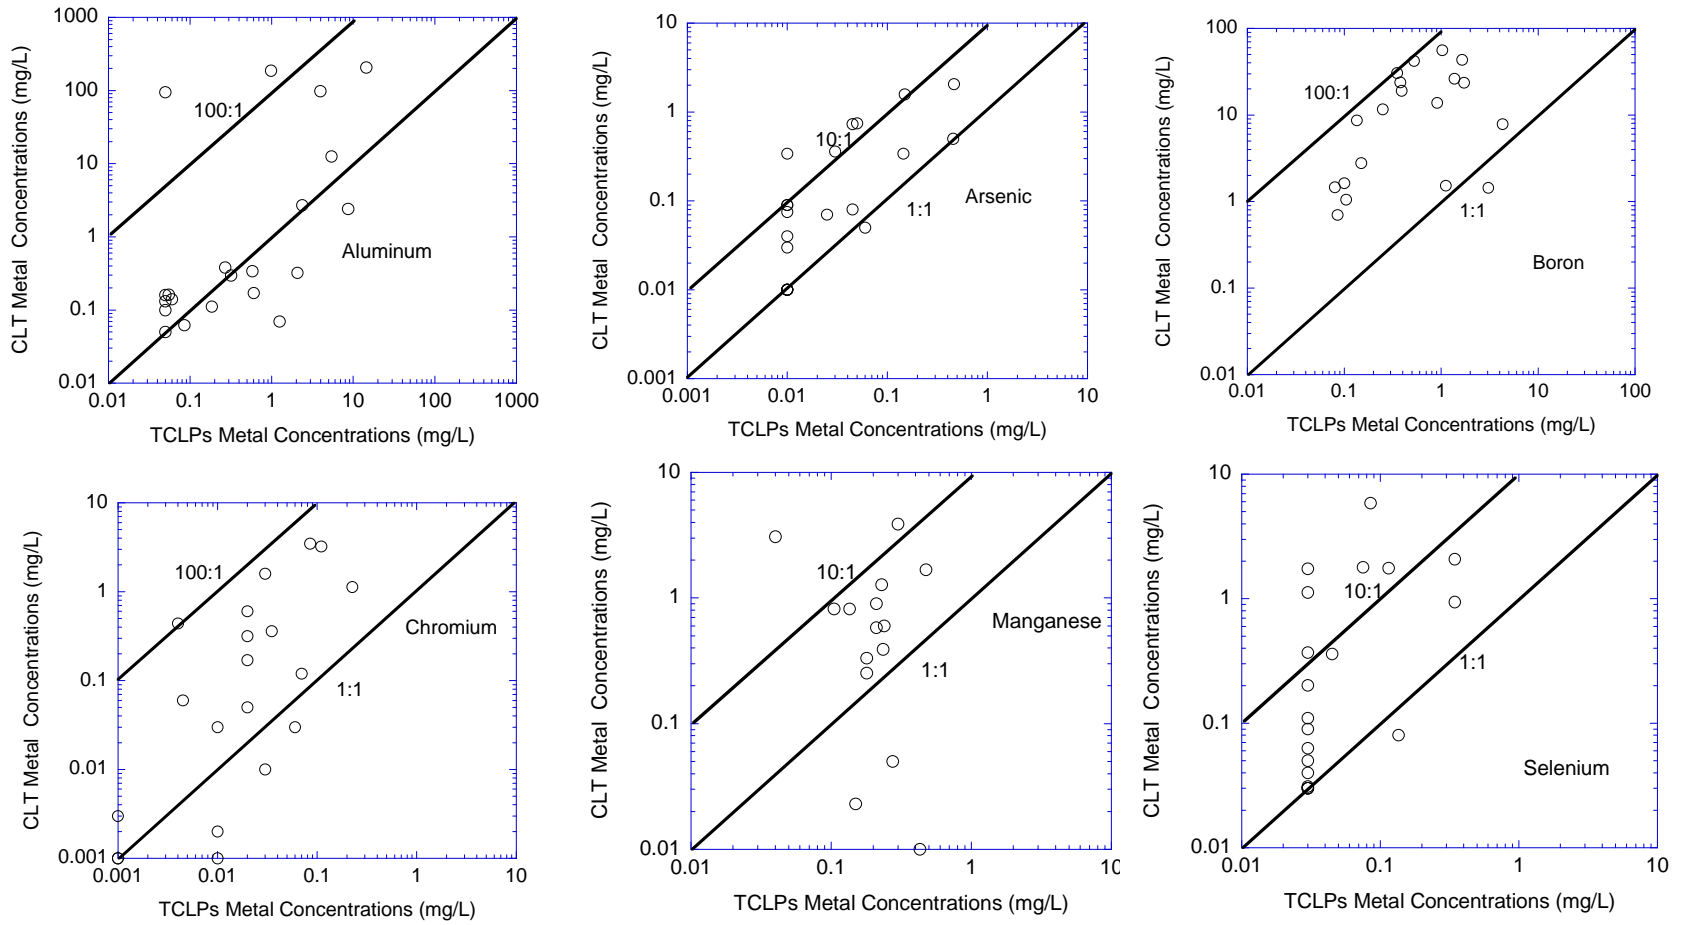 CLT Metal Concentrations (mg/L)
1000
100
10
1
0.1
0.01
100:1
Aluminum
0.01 0.1 1 10 100 1000
TCLPs Metal Concentrations (mg/L)
CLT Metal Concentrations (mg/L)
10
1
0.1
0.01
0.001
10:1
Arsenic
1:1
0.001 0.01 0.1 1 10
TCLPs Metal Concentrations (mg/L)
CLT Metal Concentrations (mg/L)
100
10
1
0.1
0.01
100:1
1:1
Boron
0.01 0.1 1 10 100
TCLPs Metal Concentrations (mg/L)
CLT Metal Concentrations (mg/L)
10
1
0.1
0.01
0.001
100:1
Chromium
1:1
0.001 0.01 0.1 1 10
TCLPs Metal Concentrations (mg/L)
CLT Metal Concentrations (mg/L)
10
1
0.1
0.01
10:1
Manganese
1:1
0.01 0.1 1 10
TCLPs Metal Concentrations (mg/L)
CLT Metal Concentrations (mg/L)
10
1
0.1
0.01
10:1
1:1
Selenium
0.01 0.1 1 10
TCLPs Metal Concentrations (mg/L)